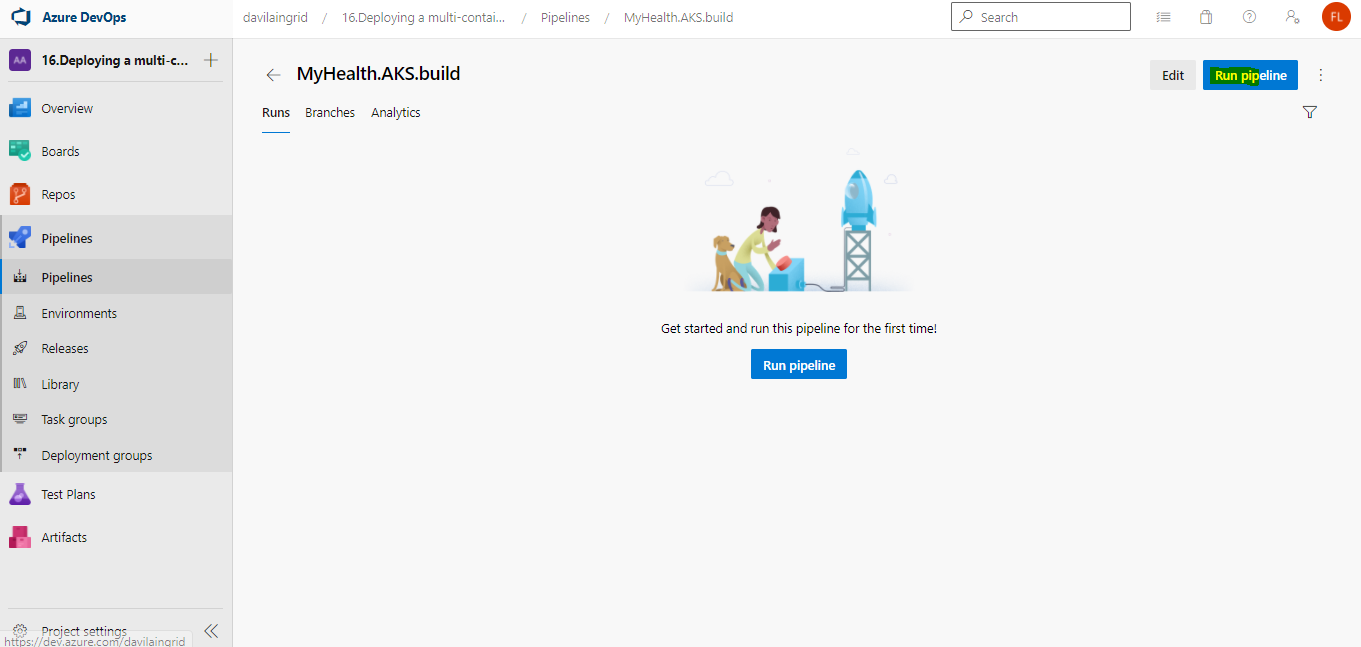 Azure DevOps
davilaingrid / 16.Deploying a multi-contai... / Pipelines / MyHealth.AKS.build
Search
FL
AA
16.Deploying a multi-c...
Overview
Boards
Repos
Pipelines
Pipelines
Environments
Releases
Library
Task groups
Deployment groups
Test Plans
Artifacts
Project settings
https://dev.azure.com/davilaingrid
MyHealth.AKS.build
Edit
Run pipeline
Runs Branches Analytics
Get started and run this pipeline for the first time!
Run pipeline